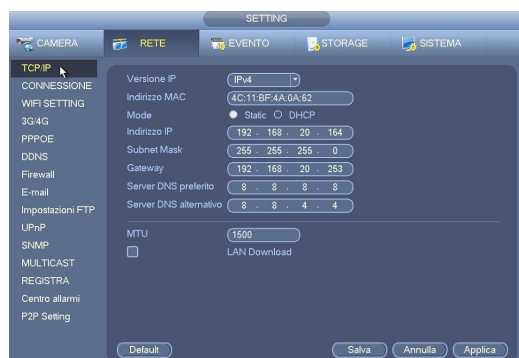 SETTING
CAMERA RETE EVENTO STORAGE SISTEMA
TCP/IP
CONNESSIONE
WIFI SETTING
3G/4G
PPPOE
DDNS
Firewall
E-mail
Impostazioni FTP
UPnP
SNMP
MULTICAST
REGISTRA
Centro allarmi
P2P Setting
Versione IP IPv4
Indirizzo MAC 4C:11:BF:4A:0A:62
Mode Static DHCP
Indirizzo IP 192 . 168 . 20 . 164
Subnet Mask 255 . 255 . 255 . 0
Gateway 192 . 168 . 20 . 253
Server DNS preferito 8 . 8 . 8 . 8
Server DNS alternativo 8 . 8 . 4 . 4
MTU 1500
LAN Download
Default Salva Annulla Applica